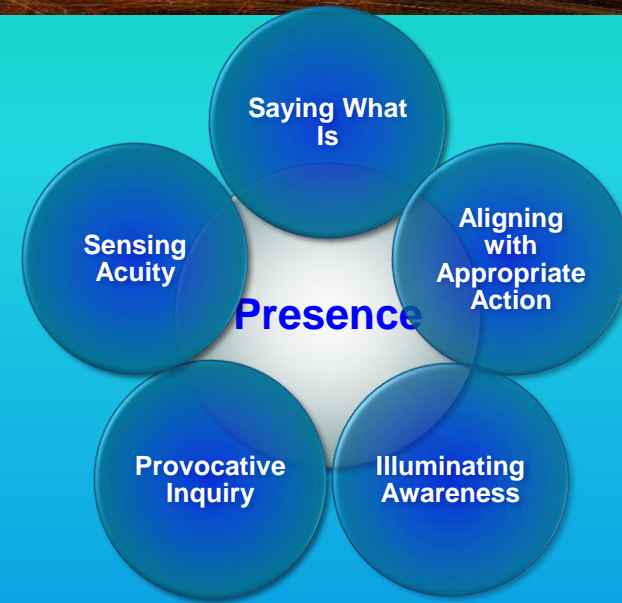 Saying What
Is
Aligning
with
Appropriate
Action
Sensing
Acuity
Presence
Provocative
Inquiry
Illuminating
Awareness